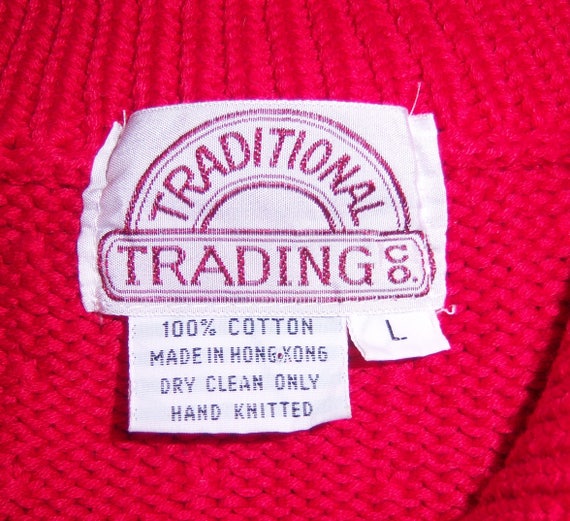 TRADITIONAL
TRADING CO.
100% COTTON
MADE IN HONG KONG
DRY CLEAN ONLY
HAND KNITTED
L